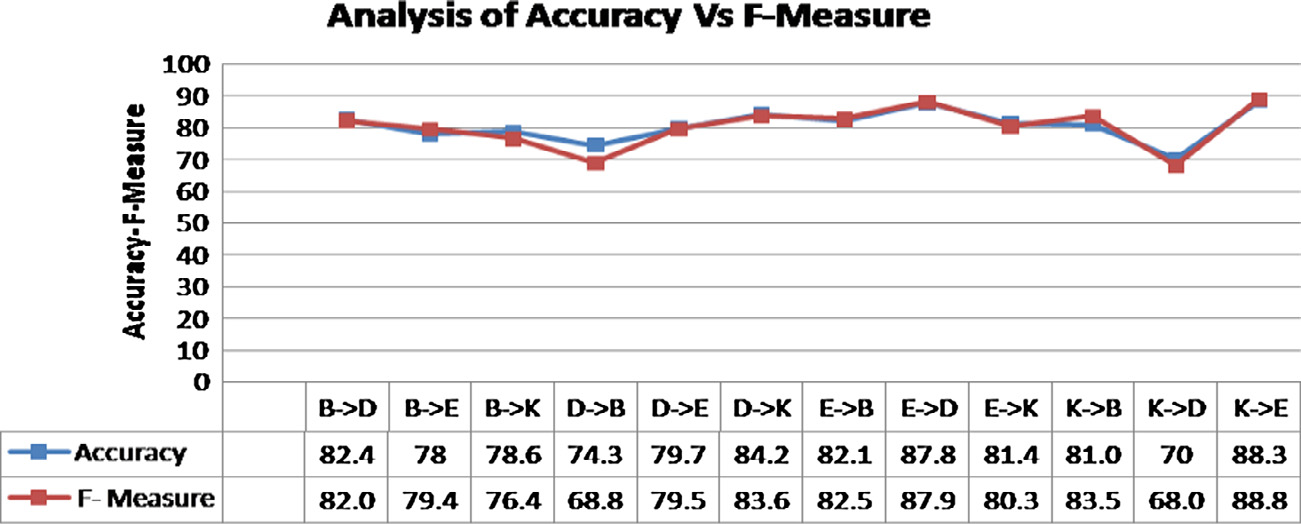 Analysis of Accuracy Vs F-Measure
Accuracy-F-Measure
100
90
80
70
60
50
40
30
20
10
0
B->D B->E B->K D->B D->E D->K E->B E->D E->K K->B K->D K->E
Accuracy 82.4 78 78.6 74.3 79.7 84.2 82.1 87.8 81.4 81.0 70 88.3
F- Measure 82.0 79.4 76.4 68.8 79.5 83.6 82.5 87.9 80.3 83.5 68.0 88.8